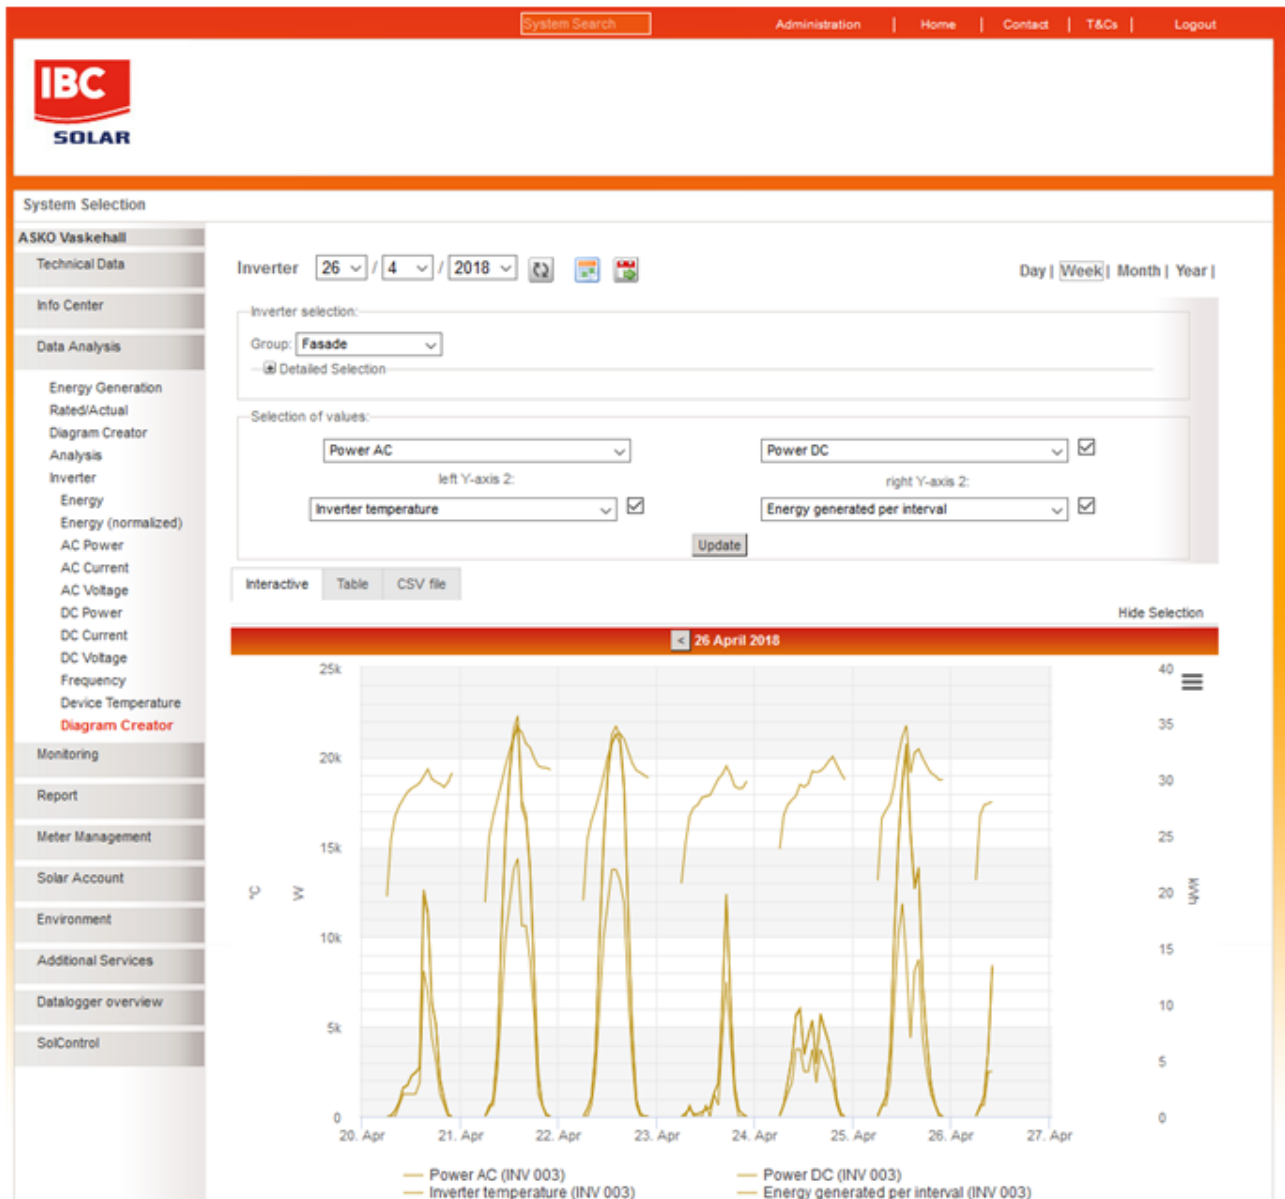 System Search Administration | Home | Contact | T&Cs | Logout
IBC
SOLAR
System Selection
ASKO Vaskehall
Technical Data
Info Center
Data Analysis
Energy Generation
Rated/Actual
Diagram Creator
Analysis
Inverter
Energy
Energy (normalized)
AC Power
AC Current
AC Voltage
DC Power
DC Current
DC Voltage
Frequency
Device Temperature
Diagram Creator
Monitoring
Report
Meter Management
Solar Account
Environment
Additional Services
Datalogger overview
SolControl
Inverter 26 / 4 / 2018 Day | Week | Month | Year |
Inverter selection:
Group: Fasade
Detailed Selection
Selection of values:
Power AC Power DC
left Y-axis 2: right Y-axis 2:
Inverter temperature Energy generated per interval
Update
Interactive Table CSV file
Hide Selection
< 26 April 2018
25k 40
35
20k 30
15k 25
°C W 20 kWh
10k 15
10
5k 5
0 0
20. Apr 21. Apr 22. Apr 23. Apr 24. Apr 25. Apr 26. Apr 27. Apr
Power AC (INV 003) Power DC (INV 003)
Inverter temperature (INV 003) Energy generated per interval (INV 003)